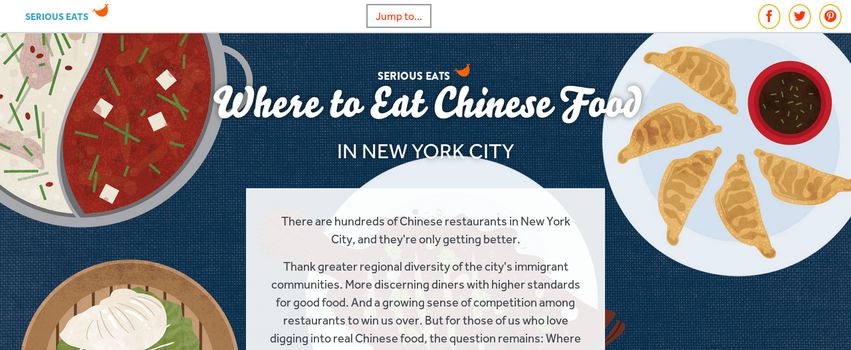 SERIOUS EATS
Jump to...
SERIOUS EATS
Where to Eat Chinese Food
IN NEW YORK CITY
There are hundreds of Chinese restaurants in New York
City, and they're only getting better.
Thank greater regional diversity of the city's immigrant
communities. More discerning diners with higher standards
for good food. And a growing sense of competition among
restaurants to win us over. But for those of us who love
digging into real Chinese food, the question remains: Where